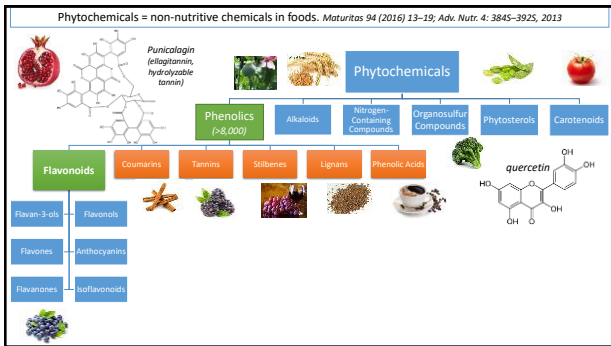 Phytochemicals = non-nutritive chemicals in foods. Maturitas 94 (2016) 13–19; Adv. Nutr. 4: 384S–392S, 2013
Punicalagin
(ellagitannin,
hydrolyzable
tannin)
Phytochemicals
Phenolics
(>8,000)
Alkaloids
Nitrogen-
Containing
Compounds
Organosulfur
Compounds
Phytosterols
Carotenoids
Flavonoids
Coumarins
Tannins
Stilbenes
Lignans
Phenolic Acids
quercetin
OH
OH
HO
O
OH
OH
O
Flavan-3-ols
Flavonols
Flavones
Anthocyanins
Flavanones
Isoflavonoids